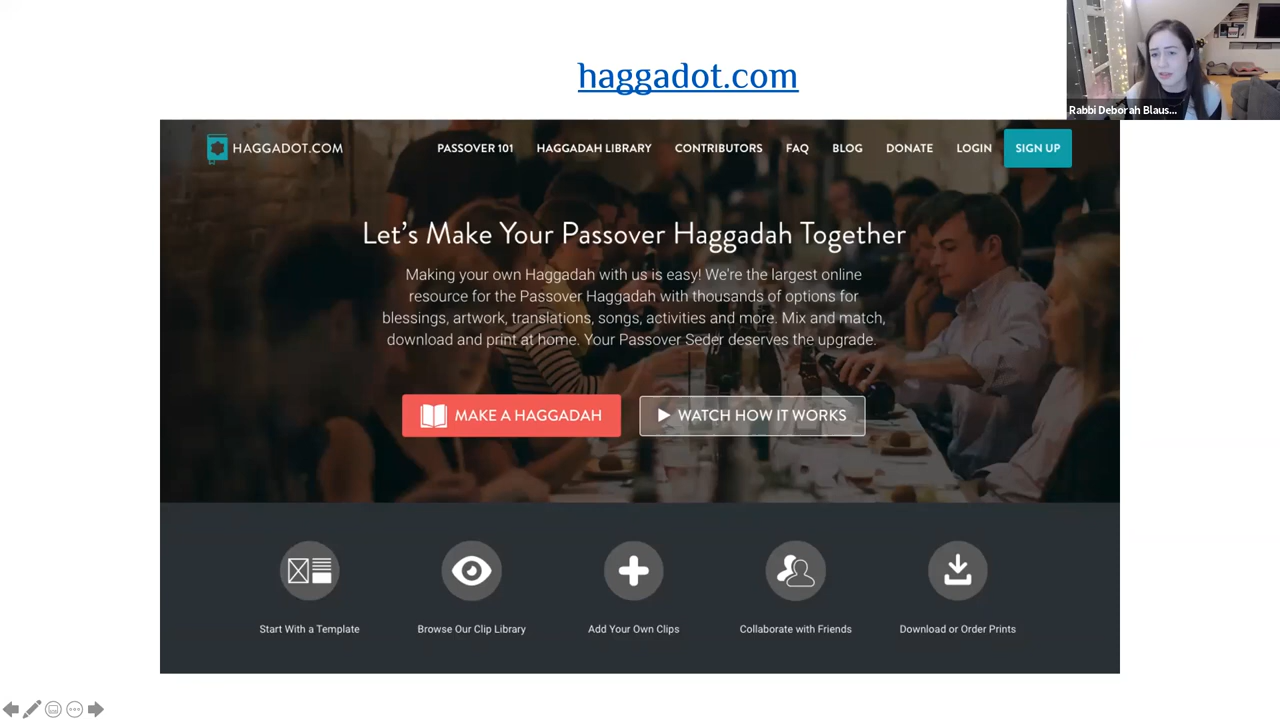 haggadot.com
Rabbi Deborah Blaus...
HAGGADOT.COM
PASSOVER 101
HAGGADAH LIBRARY
CONTRIBUTORS
FAQ
BLOG
DONATE
LOGIN
SIGN UP
Let's Make Your Passover Haggadah Together
Making your own Haggadah with us is easy! We're the largest online
resource for the Passover Haggadah with thousands of options for
blessings, artwork, translations, songs, activities and more. Mix and match,
download and print at home. Your Passover Seder deserves the upgrade.
MAKE A HAGGADAH
WATCH HOW IT WORKS
Start With a Template
Browse Our Clip Library
Add Your Own Clips
Collaborate with Friends
Download or Order Prints